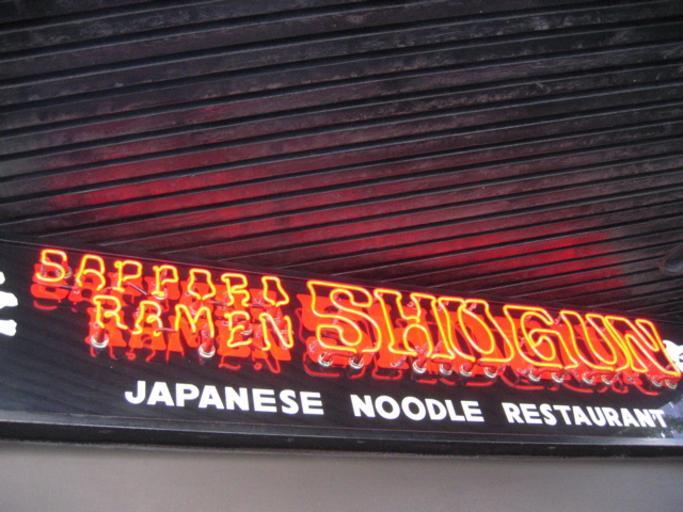 SAPPORO
RAMEN
SHOGUN
JAPANESE NOODLE RESTAURANT